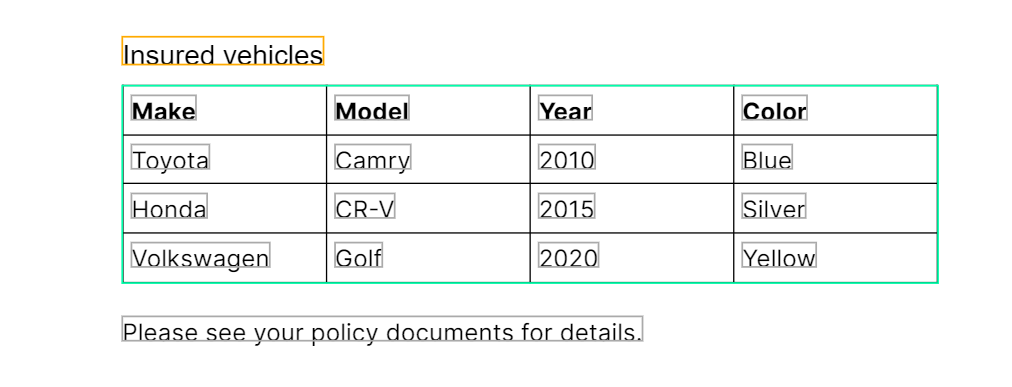 Insured vehicles
Make Model Year Color
Toyota Camry 2010 Blue
Honda CR-V 2015 Silver
Volkswagen Golf 2020 Yellow
Please see your policy documents for details.